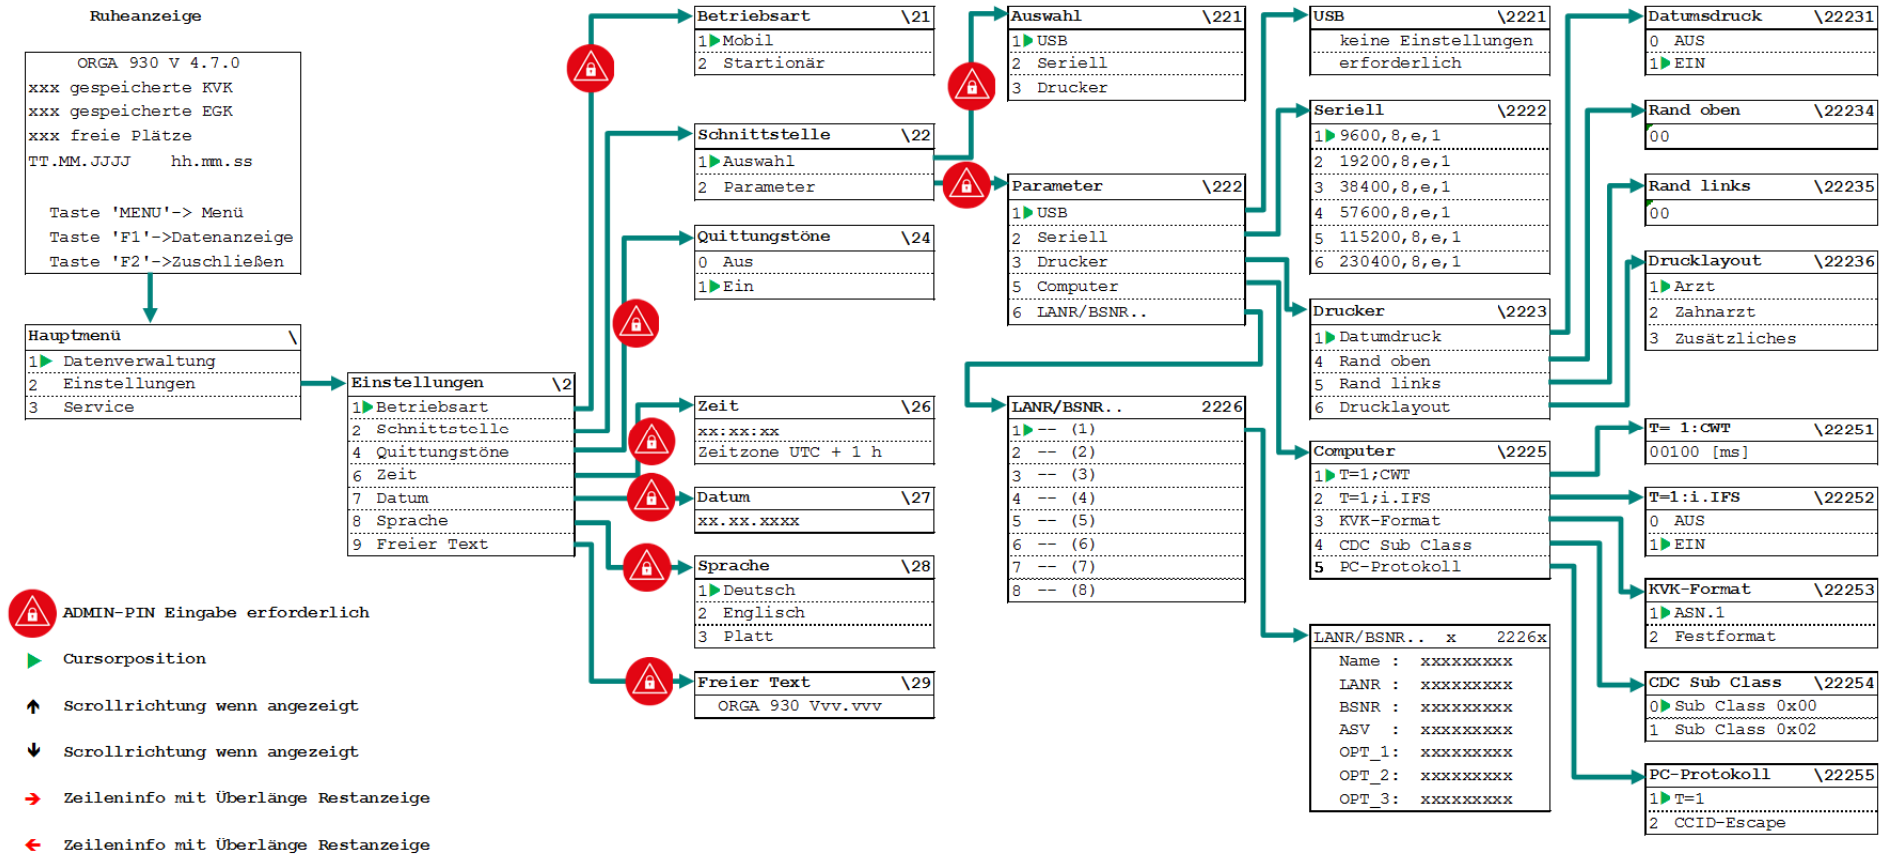 Ruheanzeige
ORGA 930 V 4.7.0
xxx gespeicherte KVK
xxx gespeicherte EGK
xxx freie Plätze
TT.MM.JJJJ hh.mm.ss
Taste 'MENU'-> Menü
Taste 'F1'->Datenanzeige
Taste 'F2'->Zuschließen
Hauptmenü \
1 Datenverwaltung
2 Einstellungen
3 Service
Einstellungen \2
1 Betriebsart
2 Schnittstelle
4 Quittungstöne
6 Zeit
7 Datum
8 Sprache
9 Freier Text
Betriebsart \21
1 Mobil
2 Startionär
Schnittstelle \22
1 Auswahl
2 Parameter
Quittungstöne \24
0 Aus
1 Ein
Zeit \26
xx:xx:xx
Zeitzone UTC + 1 h
Datum \27
xx.xx.xxxx
Sprache \28
1 Deutsch
2 Englisch
3 Platt
Freier Text \29
ORGA 930 Vvv.vvv
Auswahl \221
1 USB
2 Seriell
3 Drucker
Parameter \222
1 USB
2 Seriell
3 Drucker
5 Computer
6 LANR/BSNR..
LANR/BSNR.. 2226
1 -- (1)
2 -- (2)
3 -- (3)
4 -- (4)
5 -- (5)
6 -- (6)
7 -- (7)
8 -- (8)
USB \2221
keine Einstellungen
erforderlich
Seriell \2222
1 9600,8,e,1
2 19200,8,e,1
3 38400,8,e,1
4 57600,8,e,1
5 115200,8,e,1
6 230400,8,e,1
Drucker \2223
1 Datumdruck
4 Rand oben
5 Rand links
6 Drucklayout
Computer \2225
1 T=1;CWT
2 T=1;i.IFS
3 KVK-Format
4 CDC Sub Class
5 PC-Protokoll
LANR/BSNR.. x 2226x
Name : xxxxxxxxx
LANR : xxxxxxxxx
BSNR : xxxxxxxxx
ASV : xxxxxxxxx
OPT_1: xxxxxxxxx
OPT_2: xxxxxxxxx
OPT_3: xxxxxxxxx
Datumsdruck \22231
0 AUS
1 EIN
Rand oben \22234
00
Rand links \22235
00
Drucklayout \22236
1 Arzt
2 Zahnarzt
3 Zusätzliches
T= 1:CWT \22251
00100 [ms]
T=1:i.IFS \22252
0 AUS
1 EIN
KVK-Format \22253
1 ASN.1
2 Festformat
CDC Sub Class \22254
0 Sub Class 0x00
1 Sub Class 0x02
PC-Protokoll \22255
1 T=1
2 CCID-Escape
ADMIN-PIN Eingabe erforderlich
Cursorposition
Scrollrichtung wenn angezeigt
Scrollrichtung wenn angezeigt
Zeileninfo mit Überlänge Restanzeige
Zeileninfo mit Überlänge Restanzeige